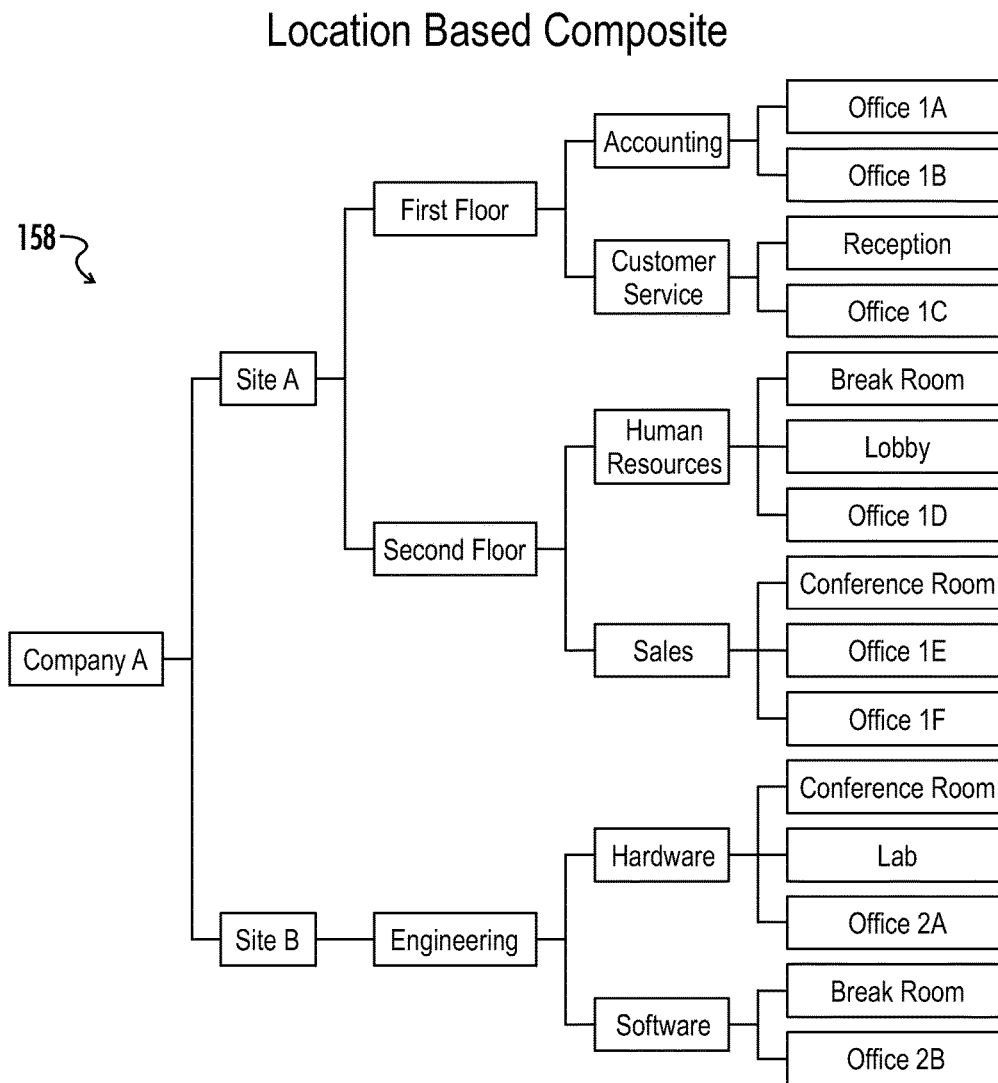 Location Based Composite
158
Company A
Site A
Site B
First Floor
Second Floor
Engineering
Accounting
Customer
Service
Human
Resources
Sales
Hardware
Software
Office 1A
Office 1B
Reception
Office 1C
Break Room
Lobby
Office 1D
Conference Room
Office 1E
Office 1F
Conference Room
Lab
Office 2A
Break Room
Office 2B